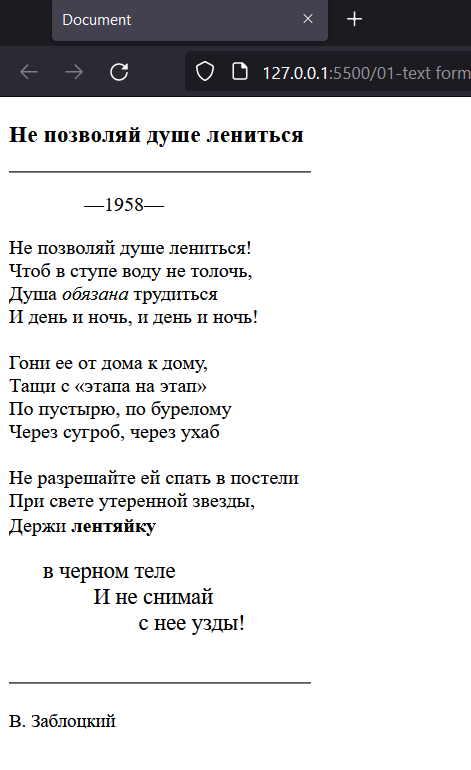 Document
127.0.0.1:5500/01-text form
Не позволяй душе лениться
—1958—
Не позволяй душе лениться!
Чтоб в ступе воду не толочь,
Душа обязана трудиться
И день и ночь, и день и ночь!
Гони ее от дома к дому,
Тащи с «этапа на этап»
По пустырю, по бурелому
Через сугроб, через ухаб
Не разрешайте ей спать в постели
При свете утеренной звезды,
Держи лентяйку
в черном теле
И не снимай
с нее узды!
В. Заблоцкий